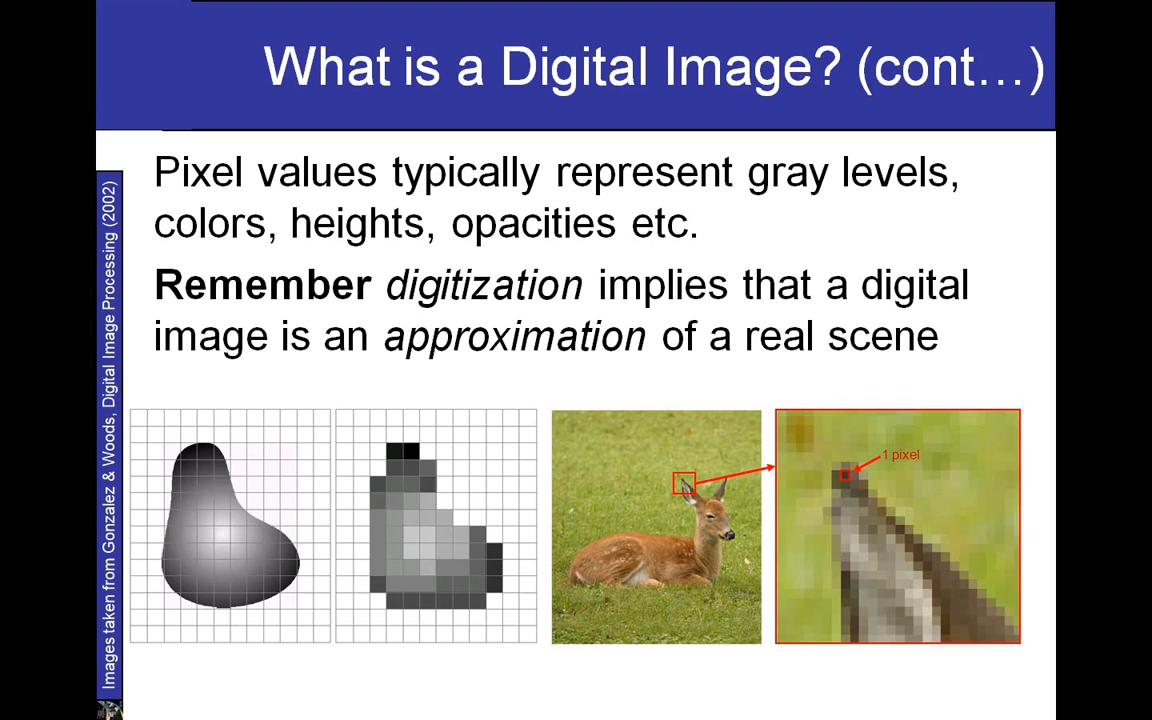 What is a Digital Image? (cont…)
Pixel values typically represent gray levels,
colors, heights, opacities etc.
Remember digitization implies that a digital
image is an approximation of a real scene
1 pixel
Images taken from Gonzalez & Woods, Digital Image Processing (2002)